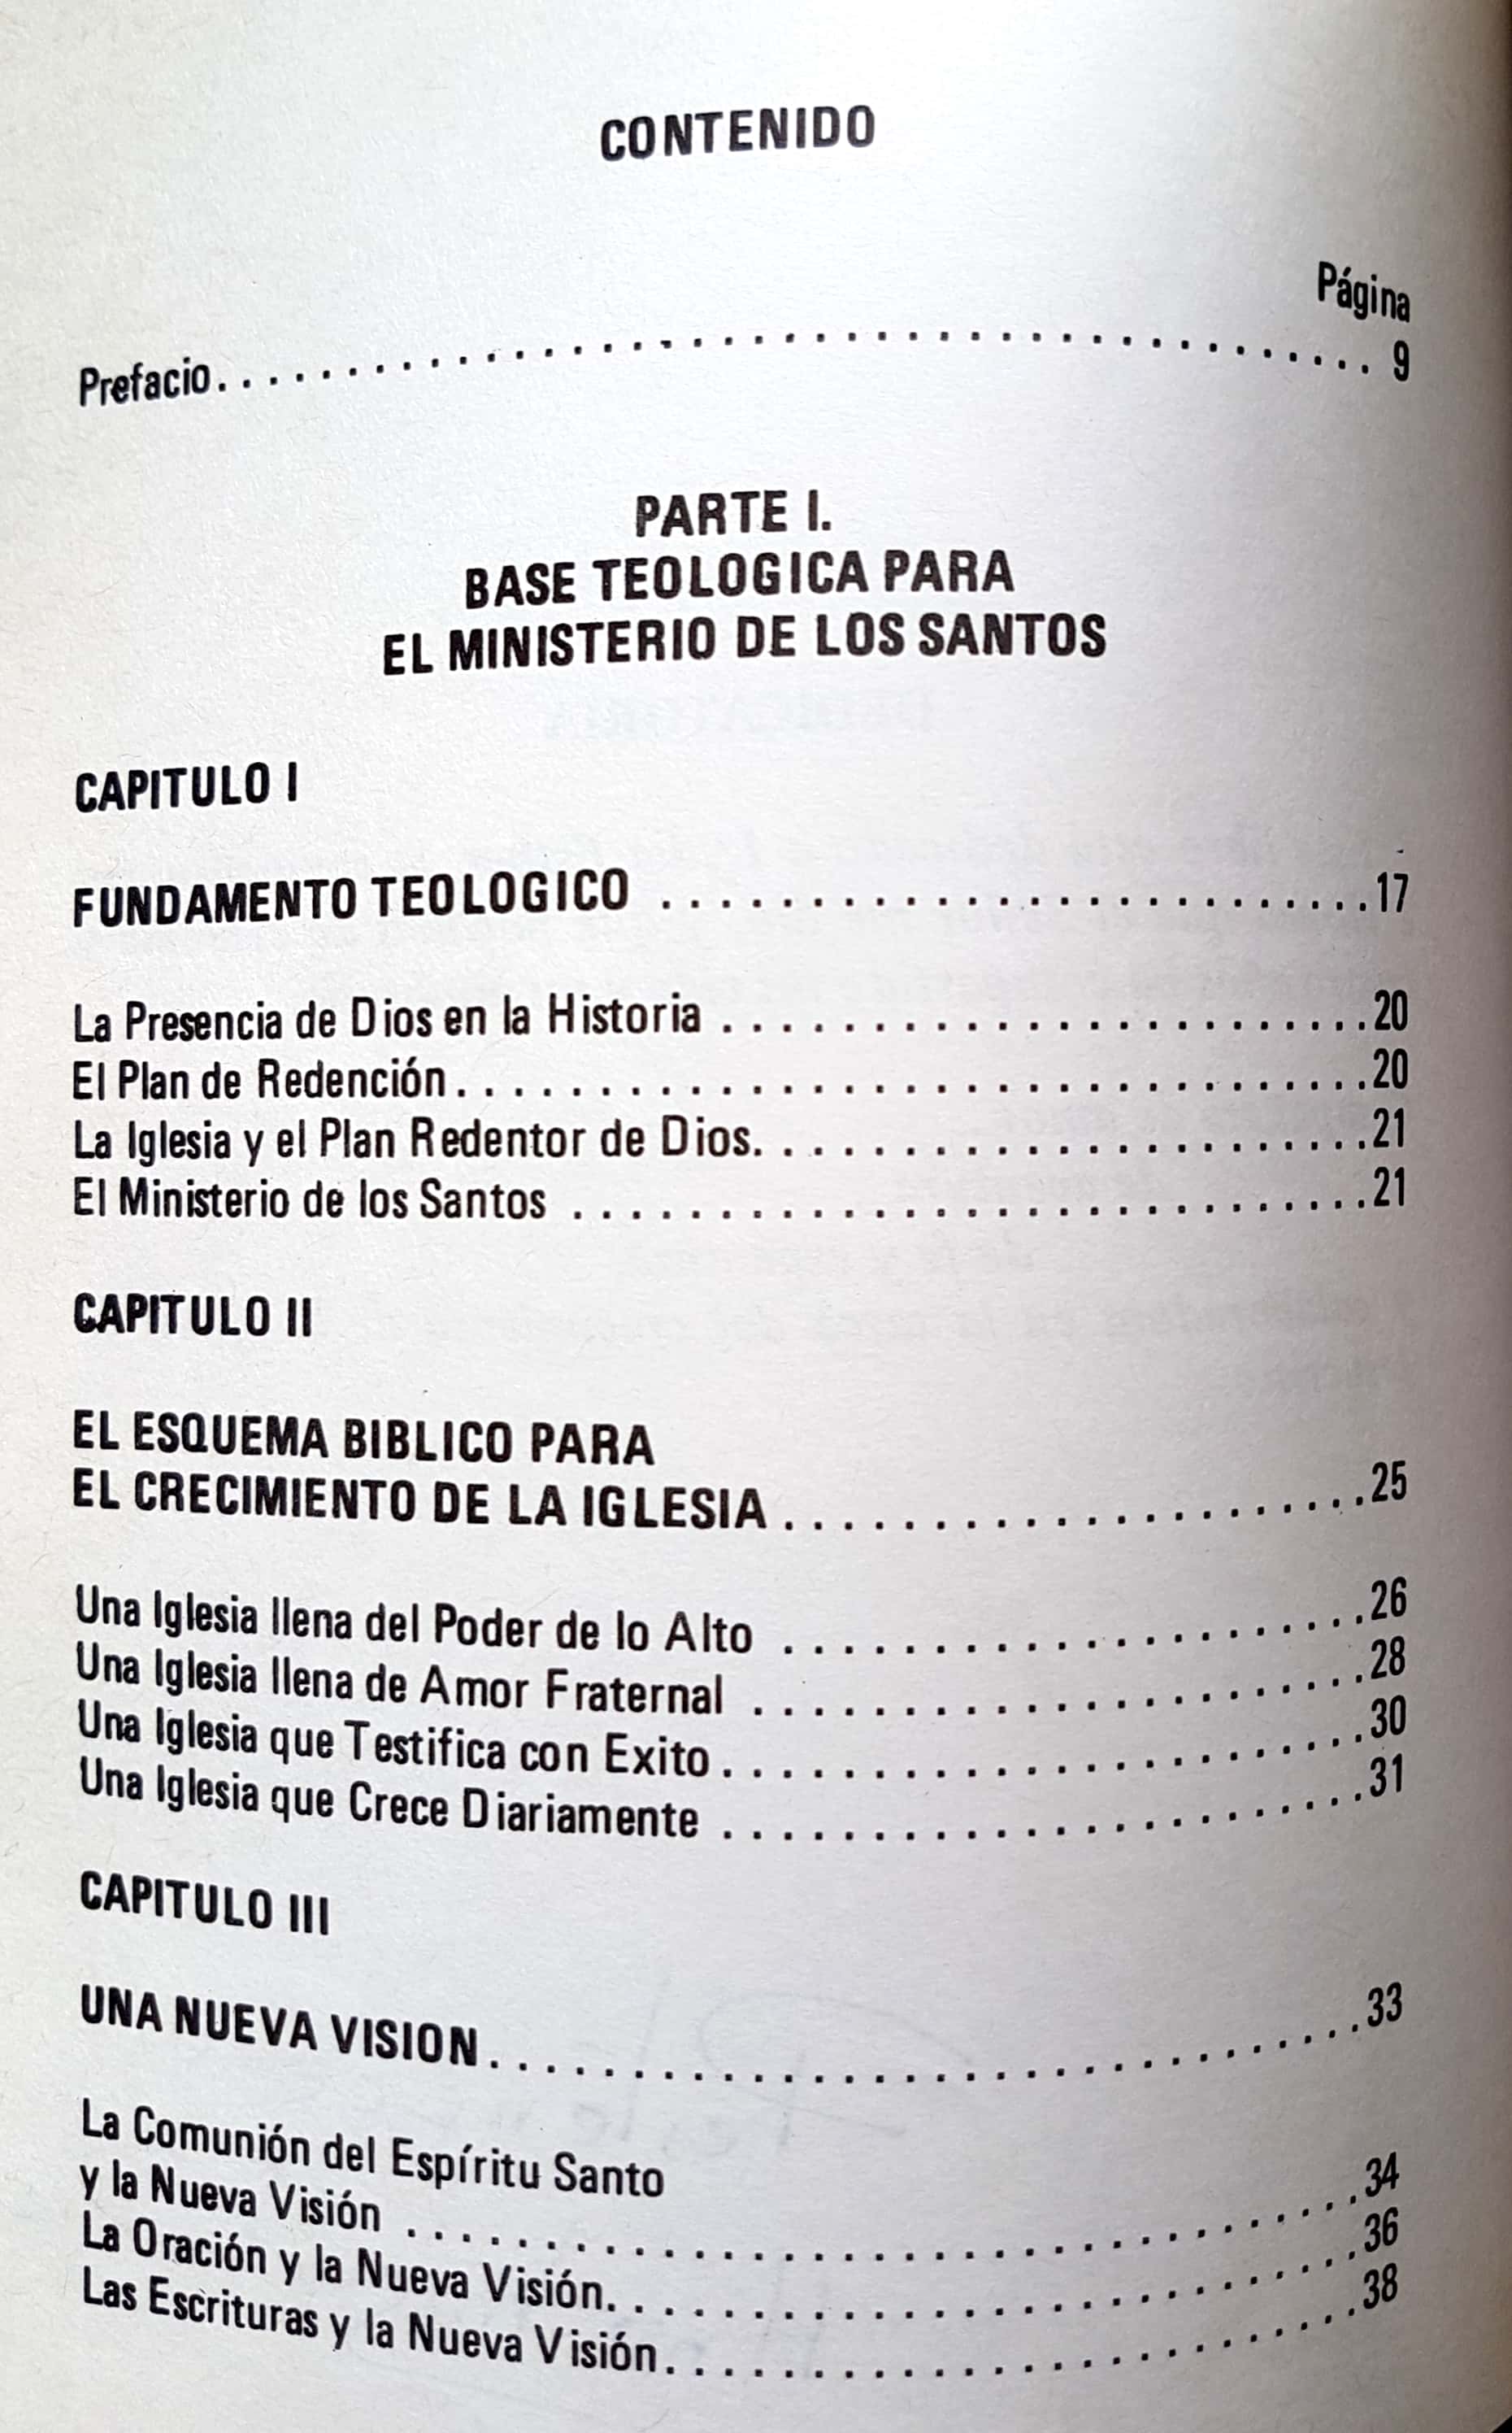 CONTENIDO
Página
Prefacio. . . . . . . . . . . . . . . . . . . . . . . . . . . . . . . . . . . . . . . . 9
PARTE I.
BASE TEOLOGICA PARA
EL MINISTERIO DE LOS SANTOS
CAPITULO I
FUNDAMENTO TEOLOGICO . . . . . . . . . . . . . . . . . . . . . . . . .17
La Presencia de Dios en la Historia . . . . . . . . . . . . . . . . . . . . . . .20
El Plan de Redención. . . . . . . . . . . . . . . . . . . . . . . . . . . . . . . .20
La Iglesia y el Plan Redentor de Dios. . . . . . . . . . . . . . . . . . . . . .21
El Ministerio de los Santos . . . . . . . . . . . . . . . . . . . . . . . . . . . .21
CAPITULO II
EL ESQUEMA BIBLICO PARA
EL CRECIMIENTO DE LA IGLESIA . . . . . . . . . . . . . . . . . . . . .25
Una Iglesia llena del Poder de lo Alto . . . . . . . . . . . . . . . . . . . . .26
Una Iglesia llena de Amor Fraternal . . . . . . . . . . . . . . . . . . . . . .28
Una Iglesia que Testifica con Exito . . . . . . . . . . . . . . . . . . . . . . .30
Una Iglesia que Crece Diariamente . . . . . . . . . . . . . . . . . . . . . . .31
CAPITULO III
UNA NUEVA VISION . . . . . . . . . . . . . . . . . . . . . . . . . . . . . . .33
La Comunión del Espíritu Santo
y la Nueva Visión . . . . . . . . . . . . . . . . . . . . . . . . . . . . . . . . .34
La Oración y la Nueva Visión. . . . . . . . . . . . . . . . . . . . . . . . . . .36
Las Escrituras y la Nueva Visión. . . . . . . . . . . . . . . . . . . . . . . . .38